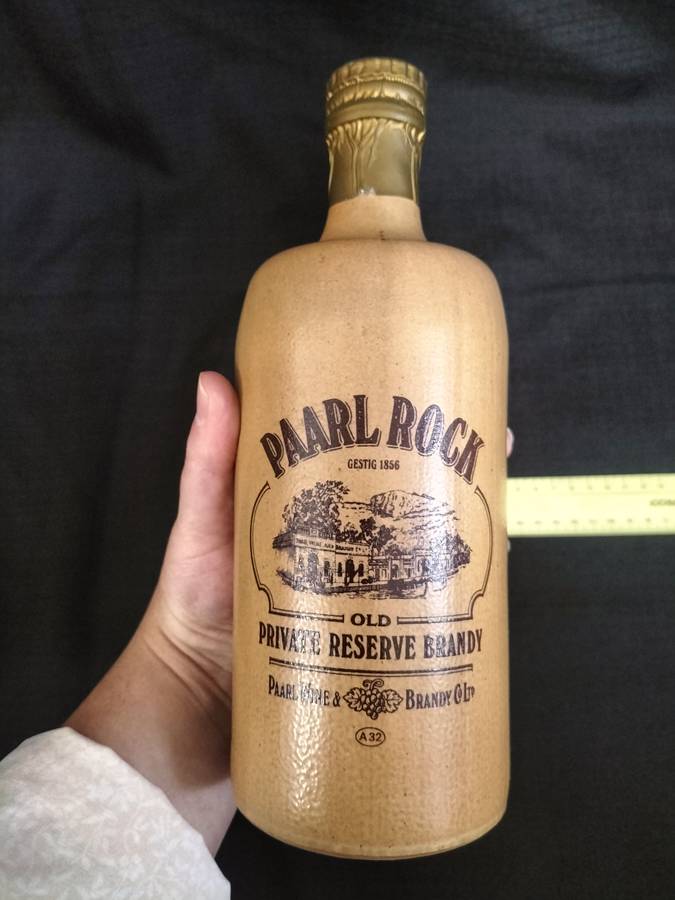 PAARL ROCK
GESTIG 1856
OLD
PRIVATE RESERVE BRANDY
PAARL WINE & BRANDY CO LTD
A32